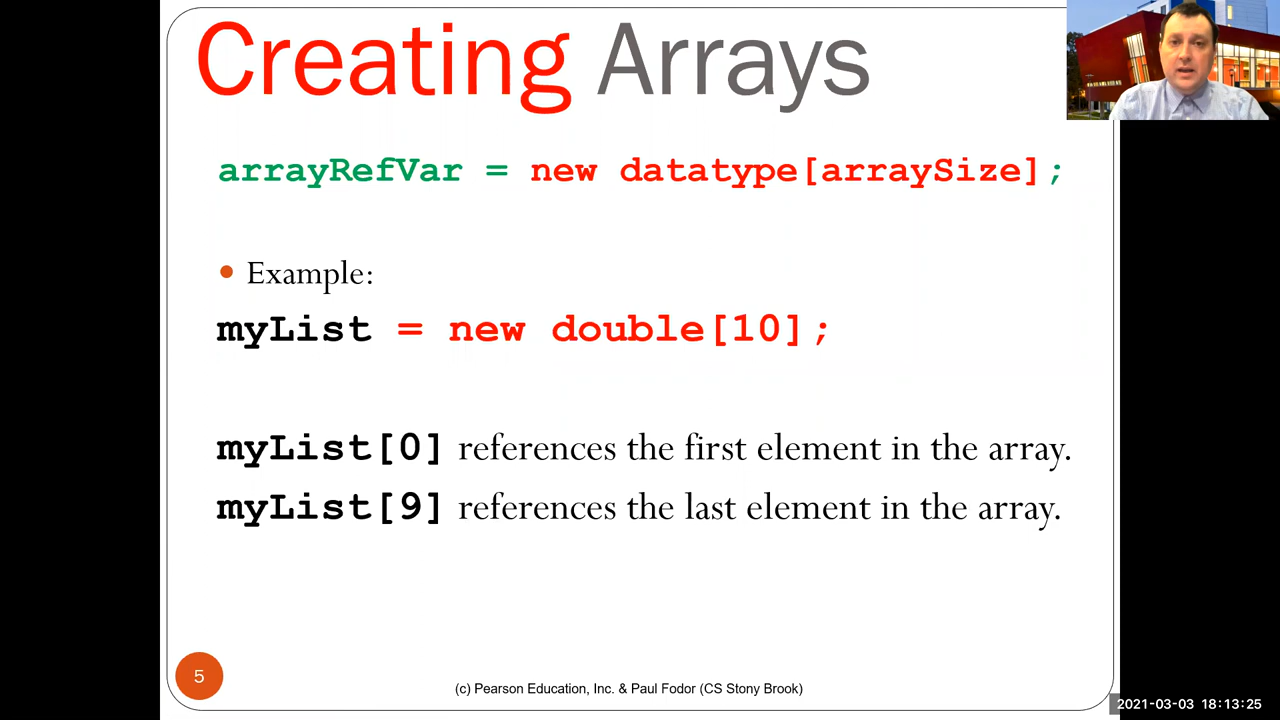 Creating Arrays
arrayRefVar = new datatype[arraySize];
• Example:
myList = new double[10];
myList[0] references the first element in the array.
myList[9] references the last element in the array.
5
(c) Pearson Education, Inc. & Paul Fodor (CS Stony Brook)
2021-03-03 18:13:25